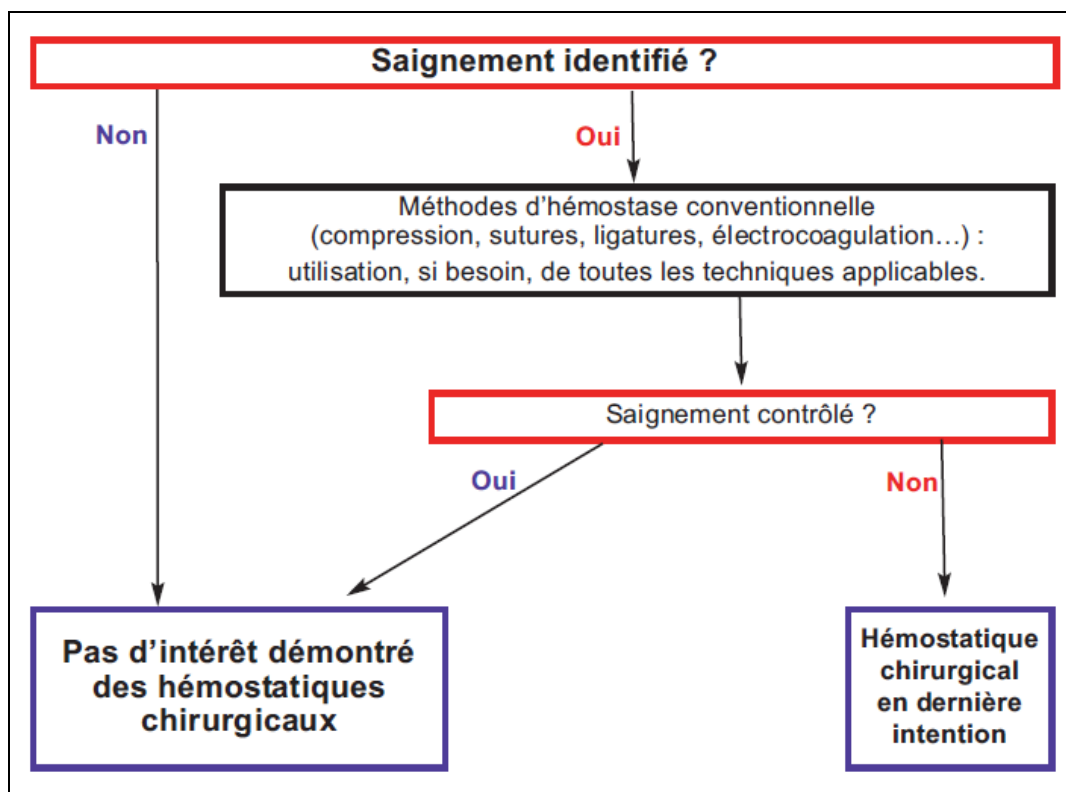 Saignement identifié ?
Non
Oui
Méthodes d'hémostase conventionnelle
(compression, sutures, ligatures, électrocoagulation…) :
utilisation, si besoin, de toutes les techniques applicables.
Saignement contrôlé ?
Oui
Non
Pas d'intérêt démontré
des hémostatiques
chirurgicaux
Hémostatique
chirurgical
en dernière
intention